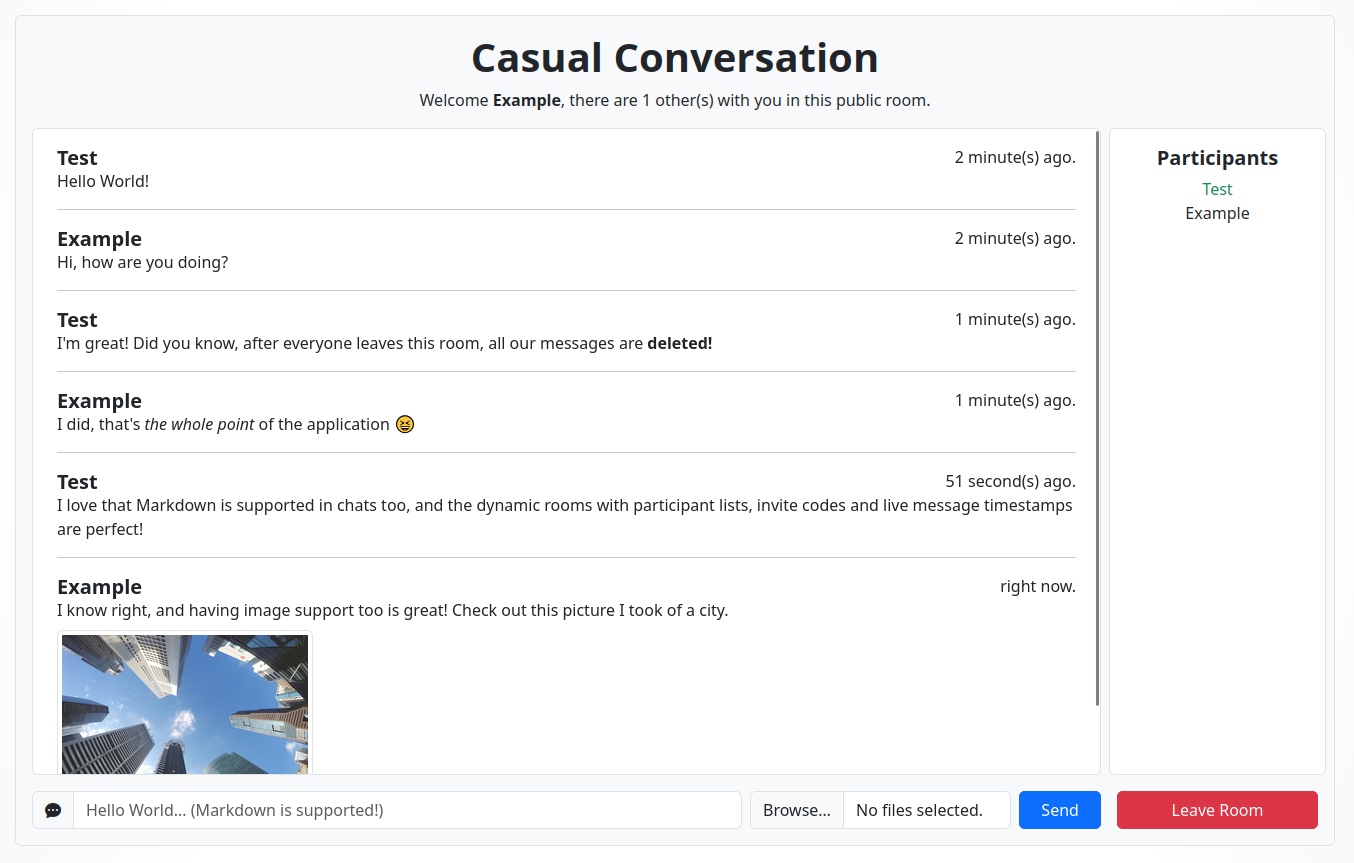 Casual Conversation
Welcome Example, there are 1 other(s) with you in this public room.
Test
2 minute(s) ago.
Hello World!
Example
2 minute(s) ago.
Hi, how are you doing?
Test
1 minute(s) ago.
I'm great! Did you know, after everyone leaves this room, all our messages are deleted!
Example
1 minute(s) ago.
I did, that's the whole point of the application 😆
Test
51 second(s) ago.
I love that Markdown is supported in chats too, and the dynamic rooms with participant lists, invite codes and live message timestamps
are perfect!
Example
right now.
I know right, and having image support too is great! Check out this picture I took of a city.
Participants
Test
Example
Hello World... (Markdown is supported!)
Browse...
No files selected.
Send
Leave Room